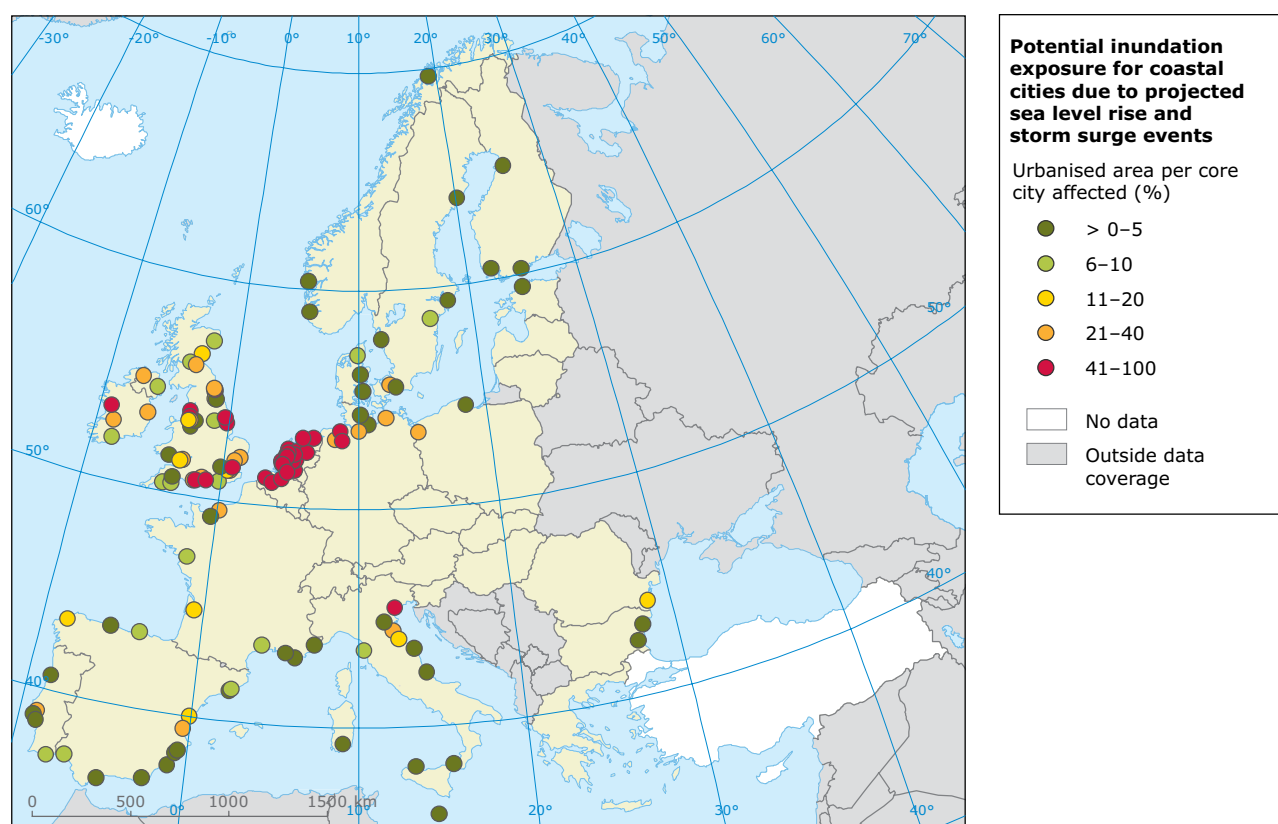 -30° -20° -10° 0° 10° 20° 30° 40° 50° 60° 70°
60°
50°
50°
40°
40°
0 500 1000 1500 km
0° 10° 20° 30° 40°
Potential inundation
exposure for coastal
cities due to projected
sea level rise and
storm surge events
Urbanised area per core
city affected (%)
> 0–5
6–10
11–20
21–40
41–100
No data
Outside data
coverage